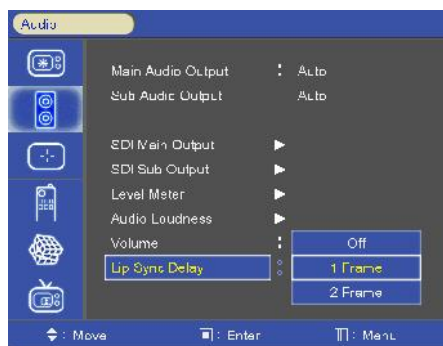 Audio
Main Audio Output : Auto
Sub Audio Output Auto
SDI Main Output ▶
SDI Sub Output ▶
Level Meter ▶
Audio Loudness ▶
Volume : Off
Lip Sync Delay : 1 Frame
2 Frame
: Move : Enter : Menu